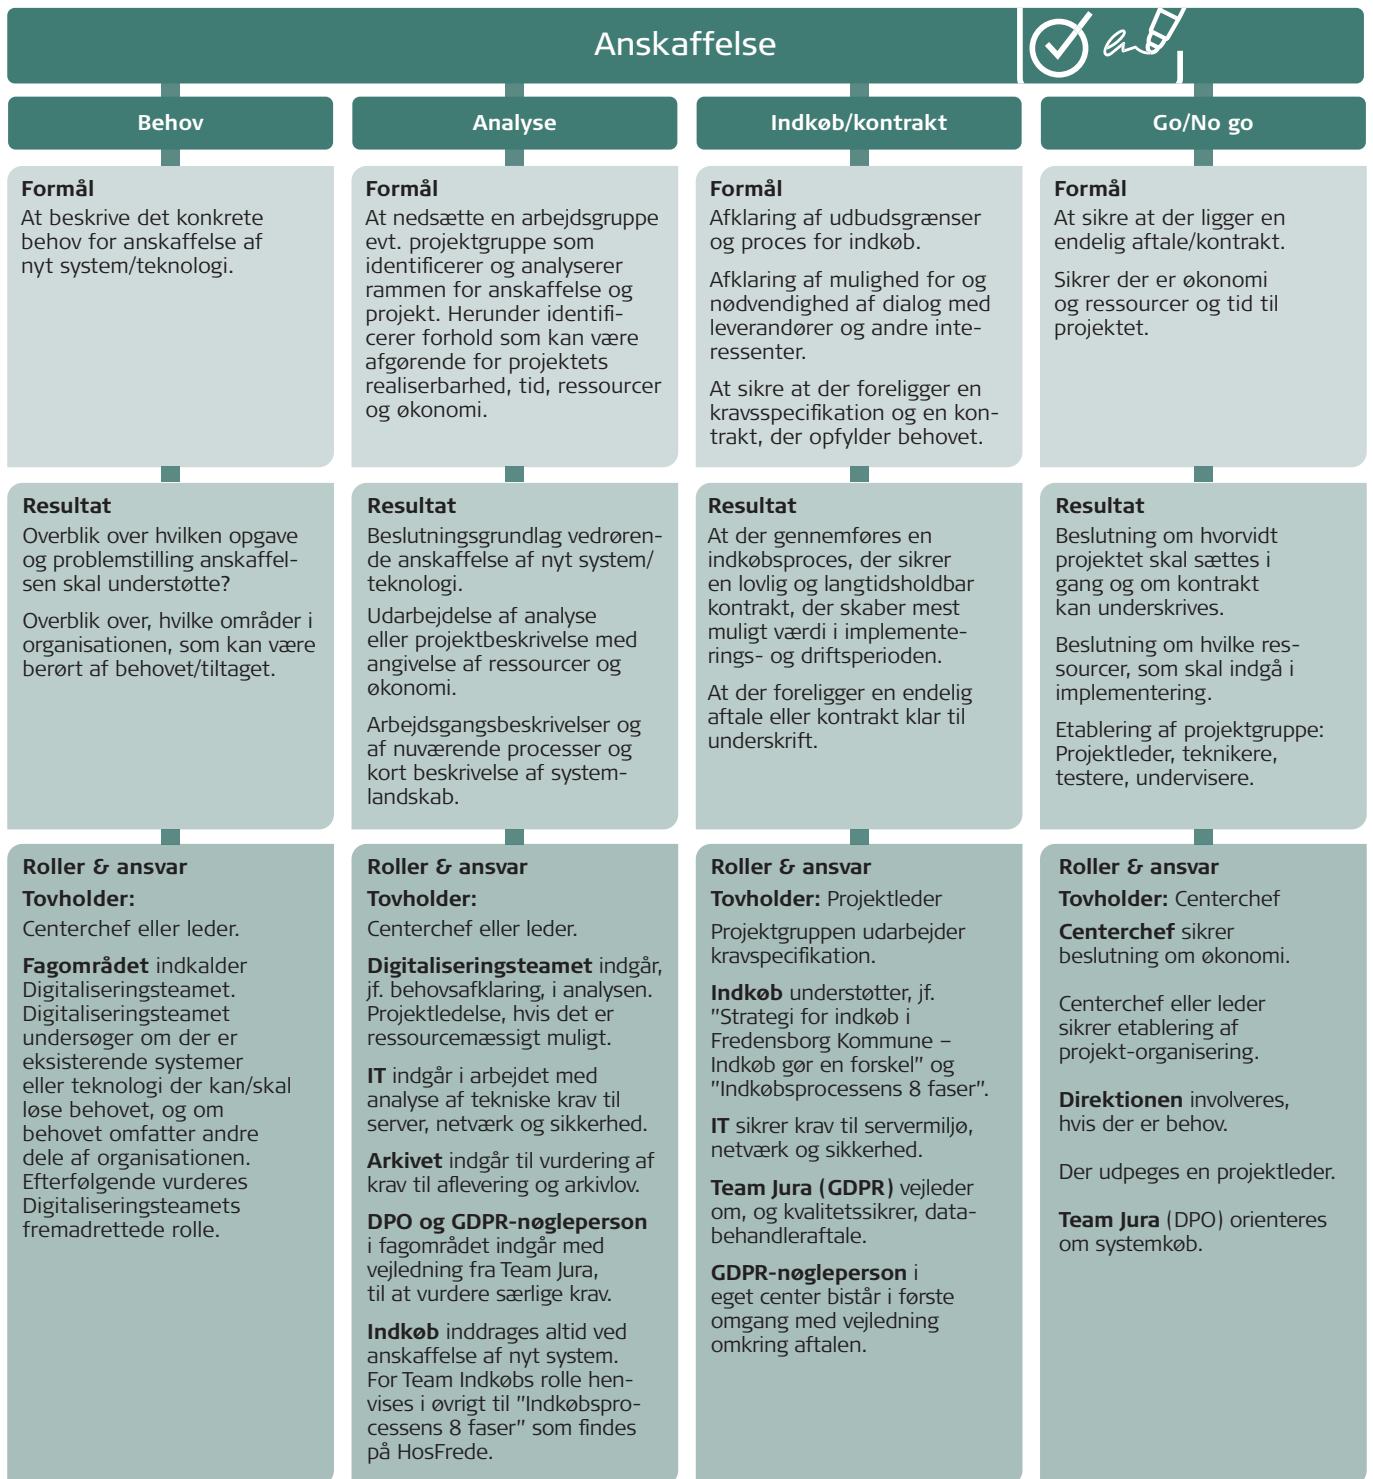 Anskaffelse
Behov
Formål
At beskrive det konkrete
behov for anskaffelse af
nyt system/teknologi.
Resultat
Overblik over hvilken opgave
og problemstilling anskaffel-
sen skal understøtte?
Overblik over, hvilke områder i
organisationen, som kan være
berørt af behovet/tiltaget.
Roller & ansvar
Tovholder:
Centerchef eller leder.
Fagområdet indkalder
Digitaliseringsteamet.
Digitaliseringsteamet
undersøger om der er
eksisterende systemer
eller teknologi der kan/skal
løse behovet, og om
behovet omfatter andre
dele af organisationen.
Efterfølgende vurderes
Digitaliseringsteamets
fremadrettede rolle.
Analyse
Formål
At nedsætte en arbejdsgruppe
evt. projektgruppe som
identificerer og analyserer
rammen for anskaffelse og
projekt. Herunder identifi-
cerer forhold som kan være
afgørende for projektets
realiserbarhed, tid, ressourcer
og økonomi.
Resultat
Beslutningsgrundlag vedrøren-
de anskaffelse af nyt system/
teknologi.
Udarbejdelse af analyse
eller projektbeskrivelse med
angivelse af ressourcer og
økonomi.
Arbejdsgangsbeskrivelser og
af nuværende processer og
kort beskrivelse af system-
landskab.
Roller & ansvar
Tovholder:
Centerchef eller leder.
Digitaliseringsteamet indgår,
jf. behovsafklaring, i analysen.
Projektledelse, hvis det er
ressourcemæssigt muligt.
IT indgår i arbejdet med
analyse af tekniske krav til
server, netværk og sikkerhed.
Arkivet indgår til vurdering af
krav til aflevering og arkivlov.
DPO og GDPR-nøgleperson
i fagområdet indgår med
vejledning fra Team Jura,
til at vurdere særlige krav.
Indkøb inddrages altid ved
anskaffelse af nyt system.
For Team Indkøbs rolle hen-
vises i øvrigt til ”Indkøbspro-
cessens 8 faser” som findes
på HosFrede.
Indkøb/kontrakt
Formål
Afklaring af udbudsgrænser
og proces for indkøb.
Afklaring af mulighed for og
nødvendighed af dialog med
leverandører og andre inte-
ressenter.
At sikre at der foreligger en
kravsspecifikation og en kon-
trakt, der opfylder behovet.
Resultat
At der gennemføres en
indkøbsproces, der sikrer
en lovlig og langtidsholdbar
kontrakt, der skaber mest
muligt værdi i implemente-
rings- og driftsperioden.
At der foreligger en endelig
aftale eller kontrakt klar til
underskrift.
Roller & ansvar
Tovholder: Projektleder
Projektgruppen udarbejder
kravspecifikation.
Indkøb understøtter, jf.
”Strategi for indkøb i
Fredensborg Kommune –
Indkøb gør en forskel” og
”Indkøbsprocessens 8 faser”.
IT sikrer krav til servermiljø,
netværk og sikkerhed.
Team Jura (GDPR) vejleder
om, og kvalitetssikrer, data-
behandleraftale.
GDPR-nøgleperson i
eget center bistår i første
omgang med vejledning
omkring aftalen.
Go/No go
Formål
At sikre at der ligger en
endelig aftale/kontrakt.
Sikrer der er økonomi
og ressourcer og tid til
projektet.
Resultat
Beslutning om hvorvidt
projektet skal sættes i
gang og om kontrakt
kan underskrives.
Beslutning om hvilke res-
sourcer, som skal indgå i
implementering.
Etablering af projektgruppe:
Projektleder, teknikere,
testere, undervisere.
Roller & ansvar
Tovholder: Centerchef
Centerchef sikrer
beslutning om økonomi.
Centerchef eller leder
sikrer etablering af
projekt-organisering.
Direktionen involveres,
hvis der er behov.
Der udpeges en projektleder.
Team Jura (DPO) orienteres
om systemkøb.